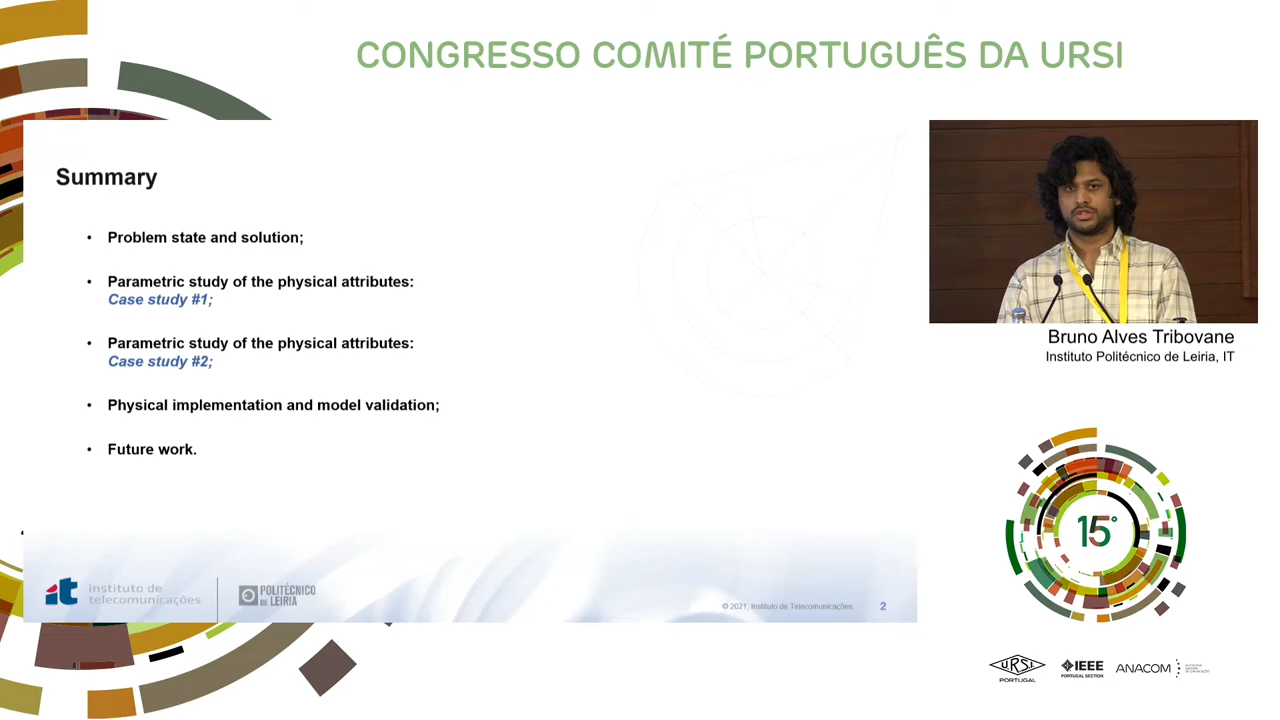 CONGRESSO COMITÉ PORTUGUÊS DA URSI
Summary
• Problem state and solution;
• Parametric study of the physical attributes:
Case study #1;
• Parametric study of the physical attributes:
Case study #2;
• Physical implementation and model validation;
• Future work.
it instituto de
telecomunicações
POLITÉCNICO
DE LEIRIA
© 2021, Instituto de Telecomunicações
2
Bruno Alves Tribovane
Instituto Politécnico de Leiria, IT
15°
URSI
PORTUGAL
IEEE
PORTUGAL SECTION
ANACOM